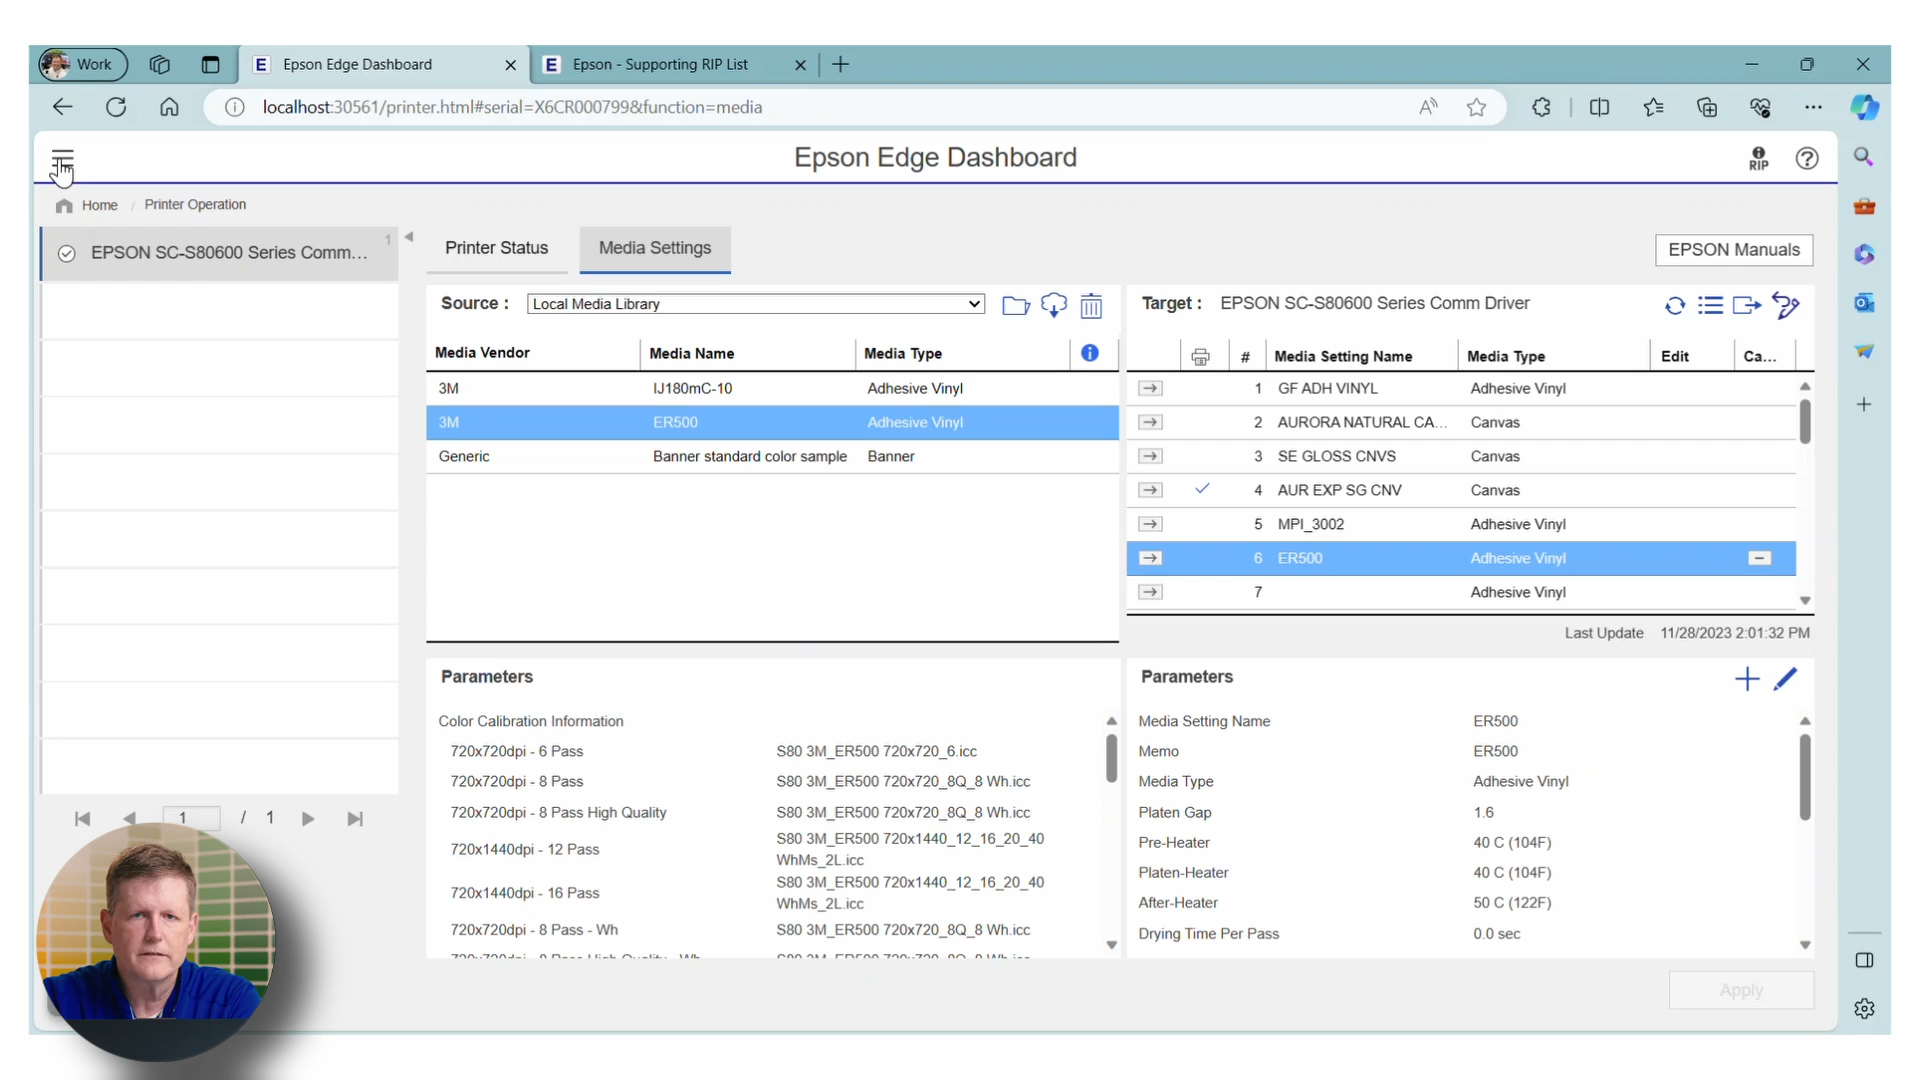 Work
Epson Edge Dashboard
Epson - Supporting RIP List
localhost:30561/printer.html#serial=X6CR000799&function=media
Epson Edge Dashboard
RIP
Home / Printer Operation
EPSON SC-S80600 Series Comm...
1
Printer Status
Media Settings
EPSON Manuals
Source :
Local Media Library
Media Vendor
Media Name
Media Type
3M IJ180mC-10 Adhesive Vinyl
3M ER500 Adhesive Vinyl
Generic Banner standard color sample Banner
Target : EPSON SC-S80600 Series Comm Driver
# Media Setting Name Media Type Edit Ca...
1 GF ADH VINYL Adhesive Vinyl
2 AURORA NATURAL CA... Canvas
3 SE GLOSS CNVS Canvas
4 AUR EXP SG CNV Canvas
5 MPI_3002 Adhesive Vinyl
6 ER500 Adhesive Vinyl
7 Adhesive Vinyl
Last Update 11/28/2023 2:01:32 PM
Parameters
Color Calibration Information
720x720dpi - 6 Pass S80 3M_ER500 720x720_6.icc
720x720dpi - 8 Pass S80 3M_ER500 720x720_8Q_8 Wh.icc
720x720dpi - 8 Pass High Quality S80 3M_ER500 720x720_8Q_8 Wh.icc
720x1440dpi - 12 Pass S80 3M_ER500 720x1440_12_16_20_40
WhMs_2L.icc
720x1440dpi - 16 Pass S80 3M_ER500 720x1440_12_16_20_40
WhMs_2L.icc
720x720dpi - 8 Pass - Wh S80 3M_ER500 720x720_8Q_8 Wh.icc
Parameters
Media Setting Name ER500
Memo ER500
Media Type Adhesive Vinyl
Platen Gap 1.6
Pre-Heater 40 C (104F)
Platen-Heater 40 C (104F)
After-Heater 50 C (122F)
Drying Time Per Pass 0.0 sec
1 / 1
Apply